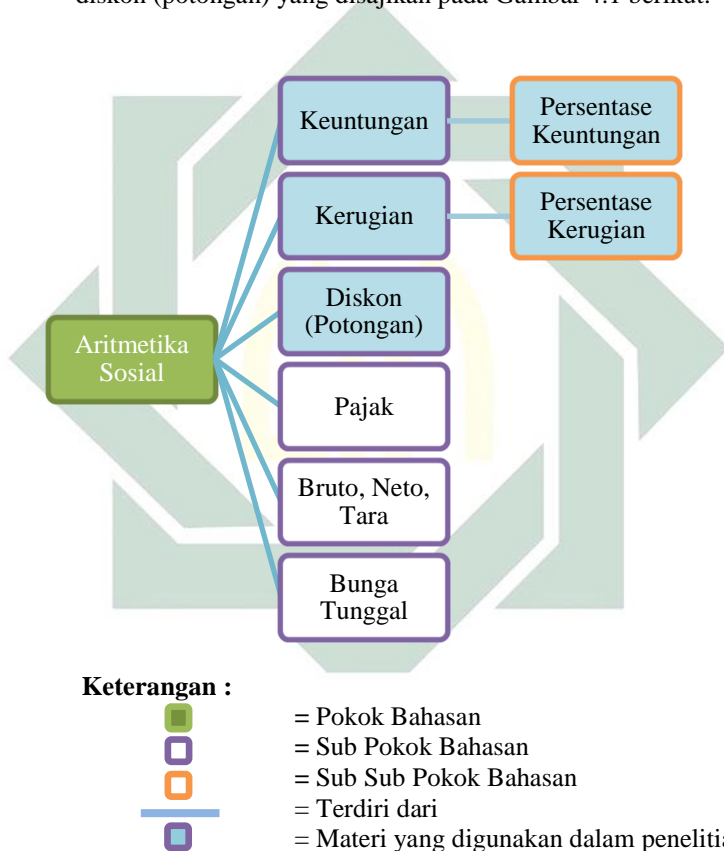 diskon (potongan) yang disajikan pada Gambar 4.1 berikut:
Keuntungan
Persentase
Keuntungan
Kerugian
Persentase
Kerugian
Diskon
(Potongan)
Aritmetika
Sosial
Pajak
Bruto, Neto,
Tara
Bunga
Tunggal
Keterangan :
= Pokok Bahasan
= Sub Pokok Bahasan
= Sub Sub Pokok Bahasan
= Terdiri dari
= Materi yang digunakan dalam penelitia